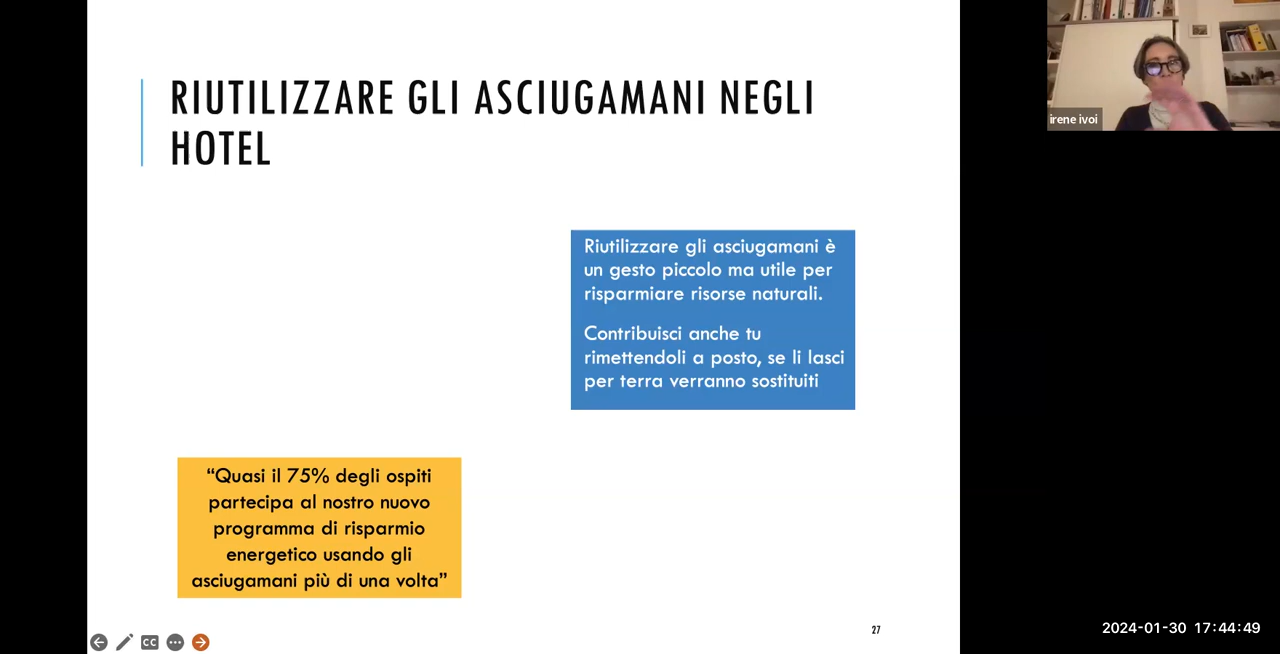 RIUTILIZZARE GLI ASCIUGAMANI NEGLI
HOTEL
irene ivoi
Riutilizzare gli asciugamani è
un gesto piccolo ma utile per
risparmiare risorse naturali.
Contribuisci anche tu
rimettendoli a posto, se li lasci
per terra verranno sostituiti
“Quasi il 75% degli ospiti
partecipa al nostro nuovo
programma di risparmio
energetico usando gli
asciugamani più di una volta”
CC
27
2024-01-30 17:44:49